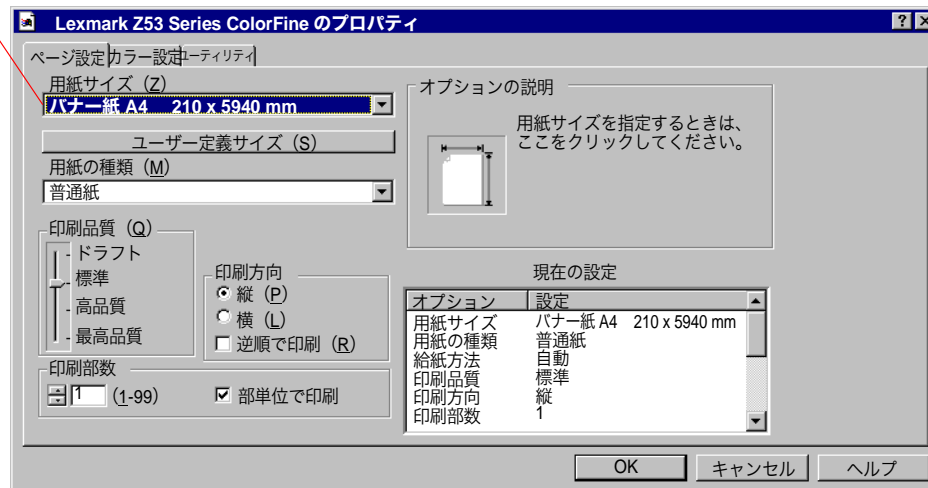 Lexmark Z53 Series ColorFine のプロパティ
ページ設定 カラー設定 ユーティリティ
用紙サイズ (Z)
バナー紙 A4 210 x 5940 mm
ユーザー定義サイズ (S)
用紙の種類 (M)
普通紙
オプションの説明
用紙サイズを指定するときは、
ここをクリックしてください。
印刷品質 (Q)
ドラフト
標準
高品質
最高品質
印刷方向
縦 (P)
横 (L)
逆順で印刷 (R)
印刷部数
1 (1-99)
部単位で印刷
現在の設定
オプション 設定
用紙サイズ バナー紙 A4 210 x 5940 mm
用紙の種類 普通紙
給紙方法 自動
印刷品質 標準
印刷方向 縦
印刷部数 1
OK キャンセル ヘルプ